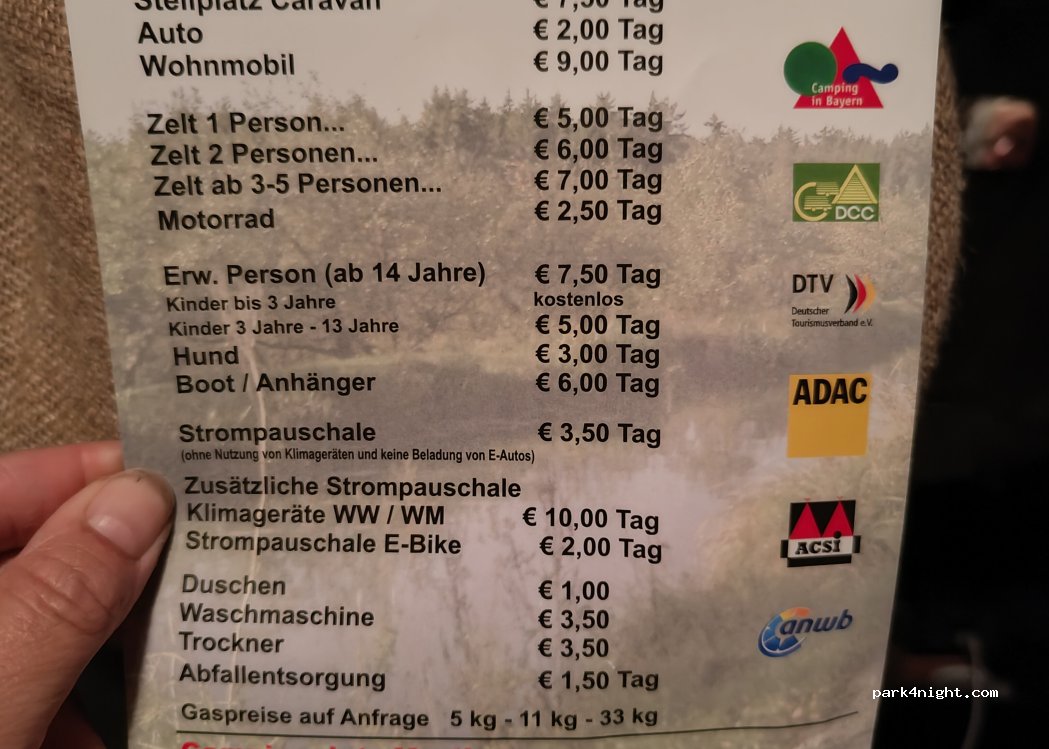 Stellplatz Caravan € 7,50 Tag
Auto € 2,00 Tag
Wohnmobil € 9,00 Tag
Zelt 1 Person... € 5,00 Tag
Zelt 2 Personen... € 6,00 Tag
Zelt ab 3-5 Personen... € 7,00 Tag
Motorrad € 2,50 Tag
Erw. Person (ab 14 Jahre) € 7,50 Tag
Kinder bis 3 Jahre kostenlos
Kinder 3 Jahre - 13 Jahre € 5,00 Tag
Hund € 3,00 Tag
Boot / Anhänger € 6,00 Tag
Strompauschale € 3,50 Tag
(ohne Nutzung von Klimageräten und keine Beladung von E-Autos)
Zusätzliche Strompauschale
Klimageräte WW / WM € 10,00 Tag
Strompauschale E-Bike € 2,00 Tag
Duschen € 1,00
Waschmaschine € 3,50
Trockner € 3,50
Abfallentsorgung € 1,50 Tag
Gaspreise auf Anfrage 5 kg - 11 kg - 33 kg
Camping
in Bayern
DCC
DTV
Deutscher
Tourismusverband e.V.
ADAC
ACSI
anwb
park4night.com